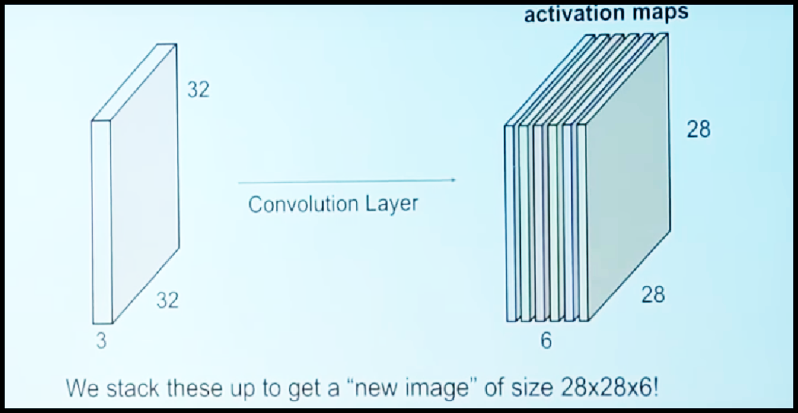 activation maps
32
28
Convolution Layer
32
28
3
6
We stack these up to get a “new image” of size 28x28x6!